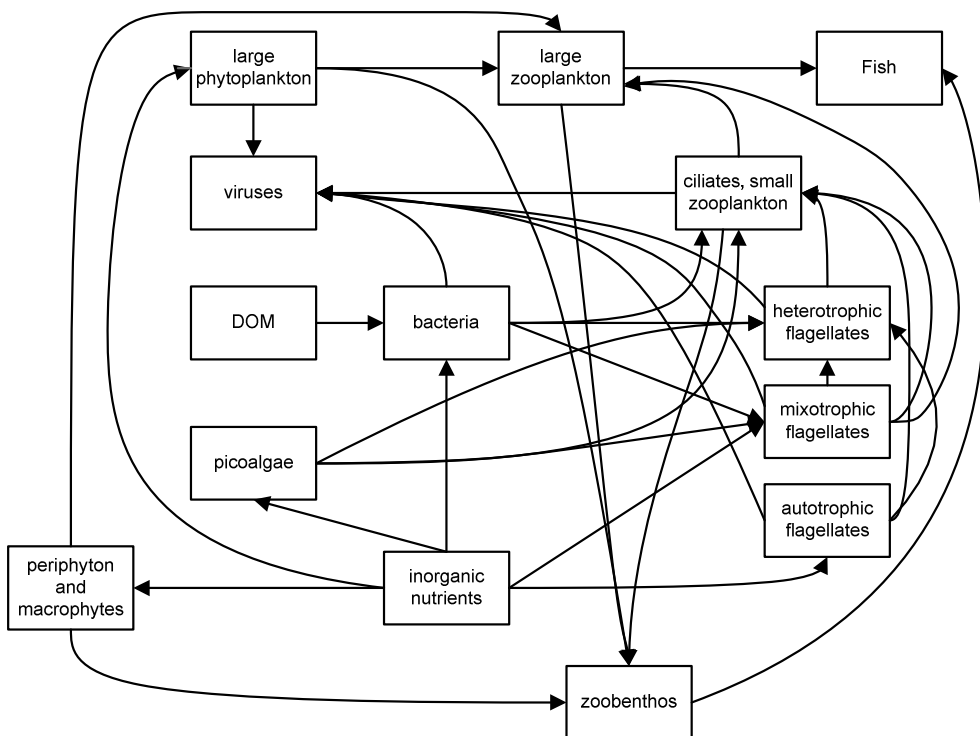 large
phytoplankton
large
zooplankton
Fish
viruses
ciliates, small
zooplankton
DOM
bacteria
heterotrophic
flagellates
mixotrophic
flagellates
picoalgae
autotrophic
flagellates
periphyton
and
macrophytes
inorganic
nutrients
zoobenthos